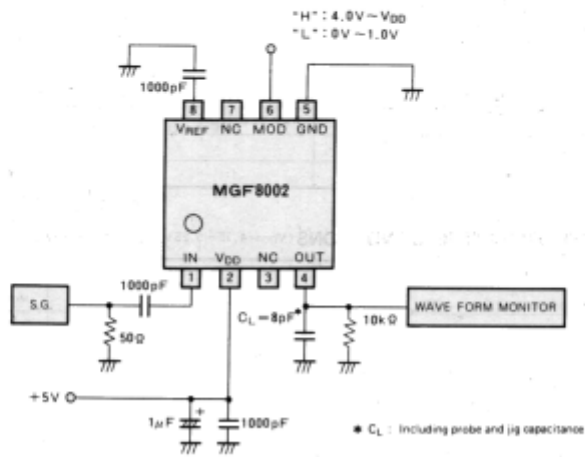 "H": 4.0V~VDD
"L": 0V~1.0V
1000pF
8 7 6 5
VREF NC MOD GND
MGF8002
IN VDD NC OUT
1 2 3 4
1000pF
S.G.
50Ω
CL=8pF*
10kΩ
WAVE FORM MONITOR
+5V
1μF +
1000pF
* CL : Including probe and jig capacitance